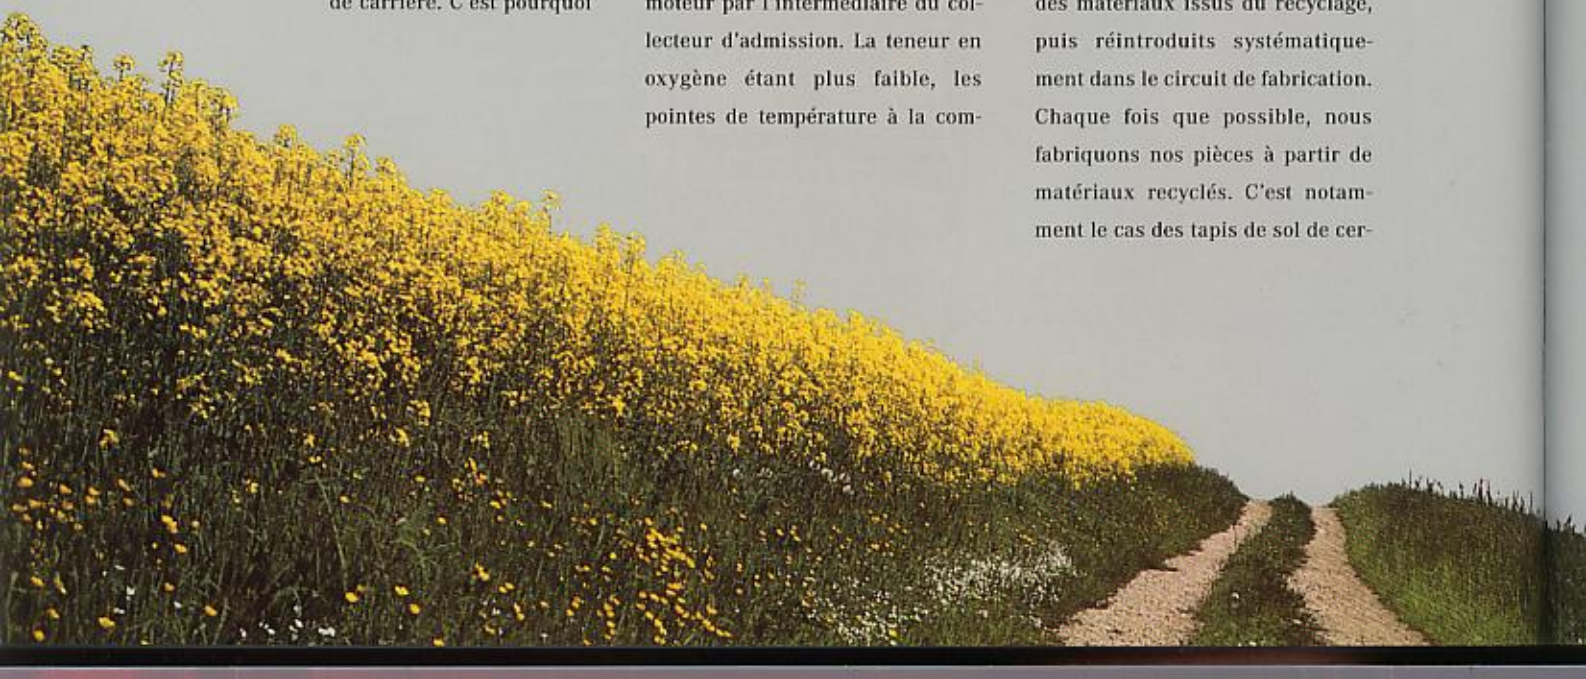 de carrière. C'est pourquoi
moteur par l'intermédiaire du col-
lecteur d'admission. La teneur en
oxygène étant plus faible, les
pointes de température à la com-
des matériaux issus du recyclage,
puis réintroduits systématique-
ment dans le circuit de fabrication.
Chaque fois que possible, nous
fabriquons nos pièces à partir de
matériaux recyclés. C'est notam-
ment le cas des tapis de sol de cer-